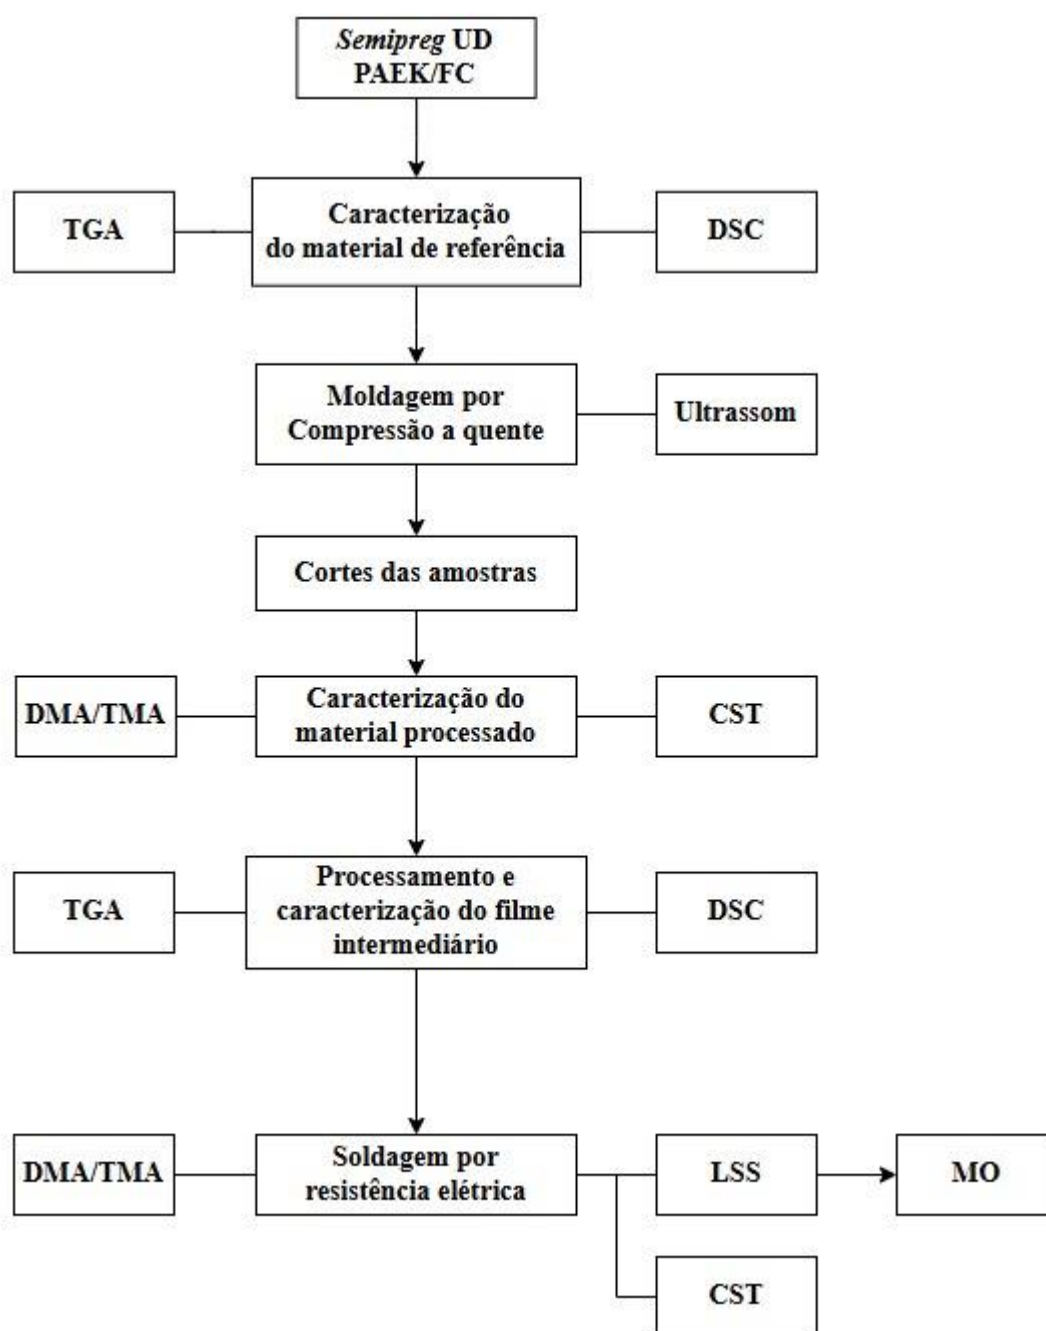 Semipreg UD
PAEK/FC
TGA
Caracterização
do material de referência
DSC
Moldagem por
Compressão a quente
Ultrassom
Cortes das amostras
DMA/TMA
Caracterização do
material processado
CST
TGA
Processamento e
caracterização do filme
intermediário
DSC
DMA/TMA
Soldagem por
resistência elétrica
LSS
MO
CST